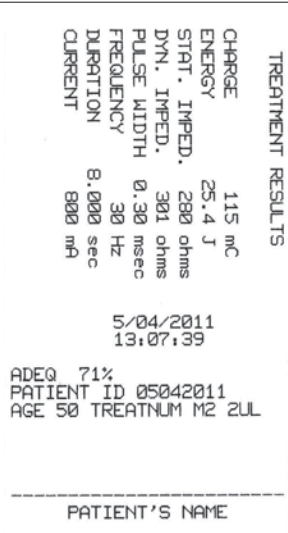 TREATMENT RESULTS
CHARGE 115 mC
ENERGY 25.4 J
STAT. IMPED. 280 ohms
DYN. IMPED. 301 ohms
PULSE WIDTH 0.30 msec
FREQUENCY 30 Hz
DURATION 8.000 sec
CURRENT 800 mA
5/04/2011
13:07:39
ADEQ 71%
PATIENT ID 05042011
AGE 50 TREATNUM M2 2UL
PATIENT'S NAME